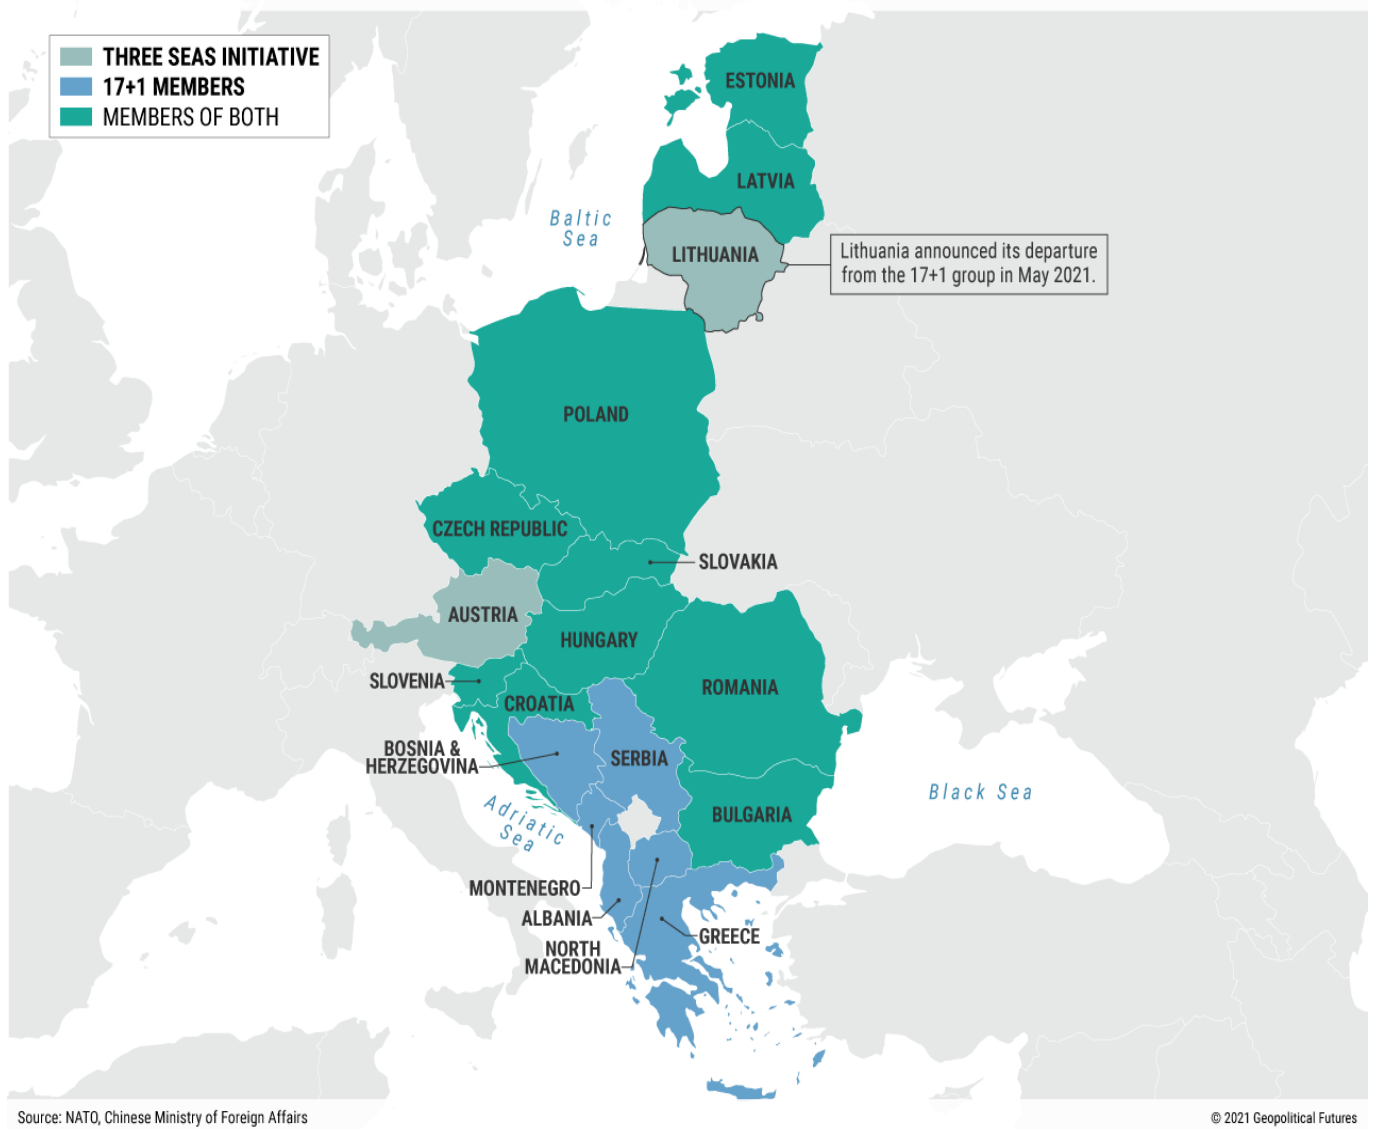 THREE SEAS INITIATIVE
17+1 MEMBERS
MEMBERS OF BOTH
ESTONIA
LATVIA
Baltic
Sea
LITHUANIA
Lithuania announced its departure
from the 17+1 group in May 2021.
POLAND
CZECH REPUBLIC
SLOVAKIA
AUSTRIA
HUNGARY
SLOVENIA
ROMANIA
CROATIA
BOSNIA &
HERZEGOVINA
SERBIA
Adriatic
Sea
Black Sea
BULGARIA
MONTENEGRO
ALBANIA
GREECE
NORTH
MACEDONIA
Source: NATO, Chinese Ministry of Foreign Affairs
© 2021 Geopolitical Futures